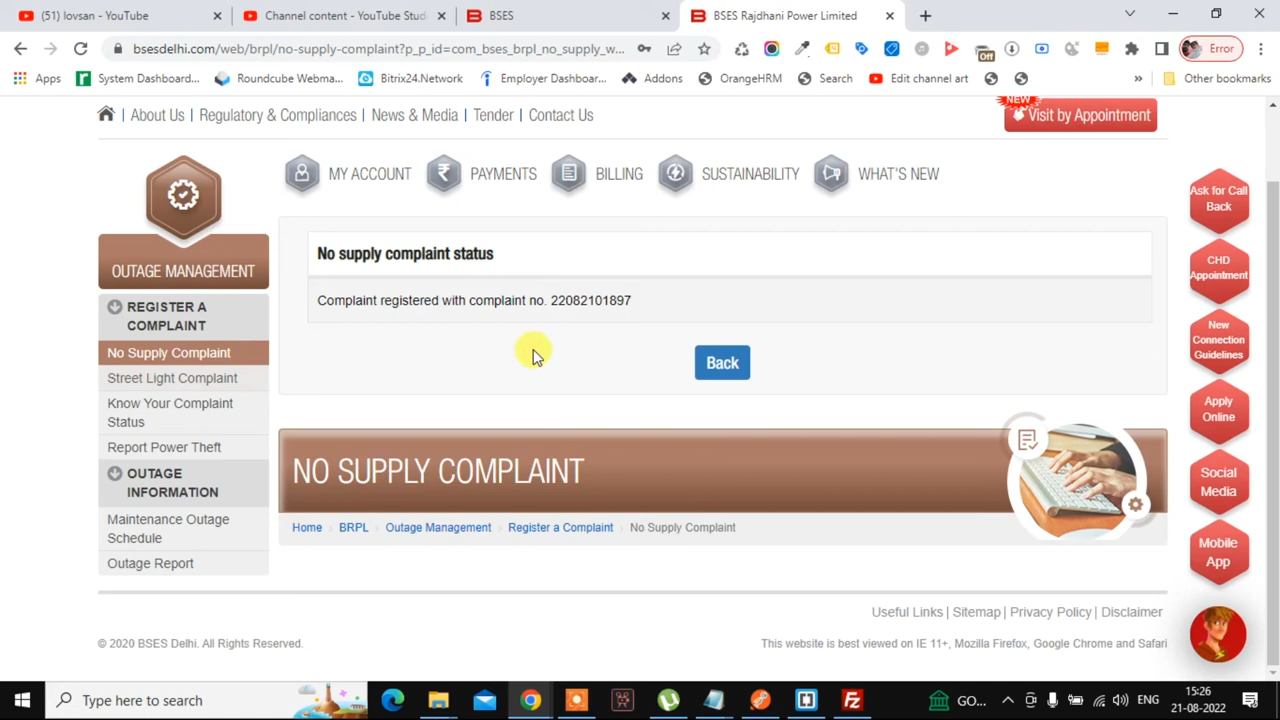 (51) lovsan - YouTube
Channel content - YouTube Stud
BSES
BSES Rajdhani Power Limited
bsesdelhi.com/web/brpl/no-supply-complaint?p_p_id=com_bses_brpl_no_supply_w...
Off
Error
Apps
System Dashboar...
Roundcube Webma...
Bitrix24.Network
Employer Dashboar...
Addons
OrangeHRM
Search
Edit channel art
»
Other bookmarks
About Us | Regulatory & Compliances | News & Media | Tender | Contact Us
NEW
Visit by Appointment
MY ACCOUNT
PAYMENTS
BILLING
SUSTAINABILITY
WHAT'S NEW
OUTAGE MANAGEMENT
REGISTER A
COMPLAINT
No Supply Complaint
Street Light Complaint
Know Your Complaint
Status
Report Power Theft
OUTAGE
INFORMATION
Maintenance Outage
Schedule
Outage Report
No supply complaint status
Complaint registered with complaint no. 22082101897
Back
NO SUPPLY COMPLAINT
Home
BRPL
Outage Management
Register a Complaint
No Supply Complaint
Ask for Call
Back
CHD
Appointment
New
Connection
Guidelines
Apply
Online
Social
Media
Mobile
App
Useful Links | Sitemap | Privacy Policy | Disclaimer
© 2020 BSES Delhi. All Rights Reserved.
This website is best viewed on IE 11+, Mozilla Firefox, Google Chrome and Safari
Type here to search
GO...
ENG
15:26
21-08-2022